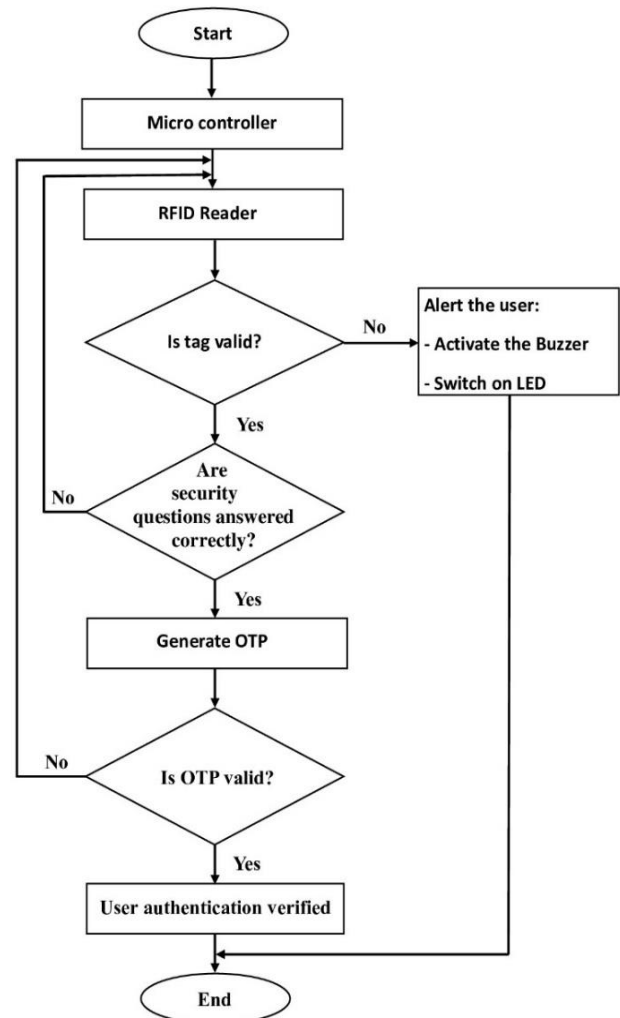 Start
Micro controller
RFID Reader
Is tag valid?
No
Alert the user:
- Activate the Buzzer
- Switch on LED
Yes
Are
security
questions answered
correctly?
No
Yes
Generate OTP
Is OTP valid?
No
Yes
User authentication verified
End